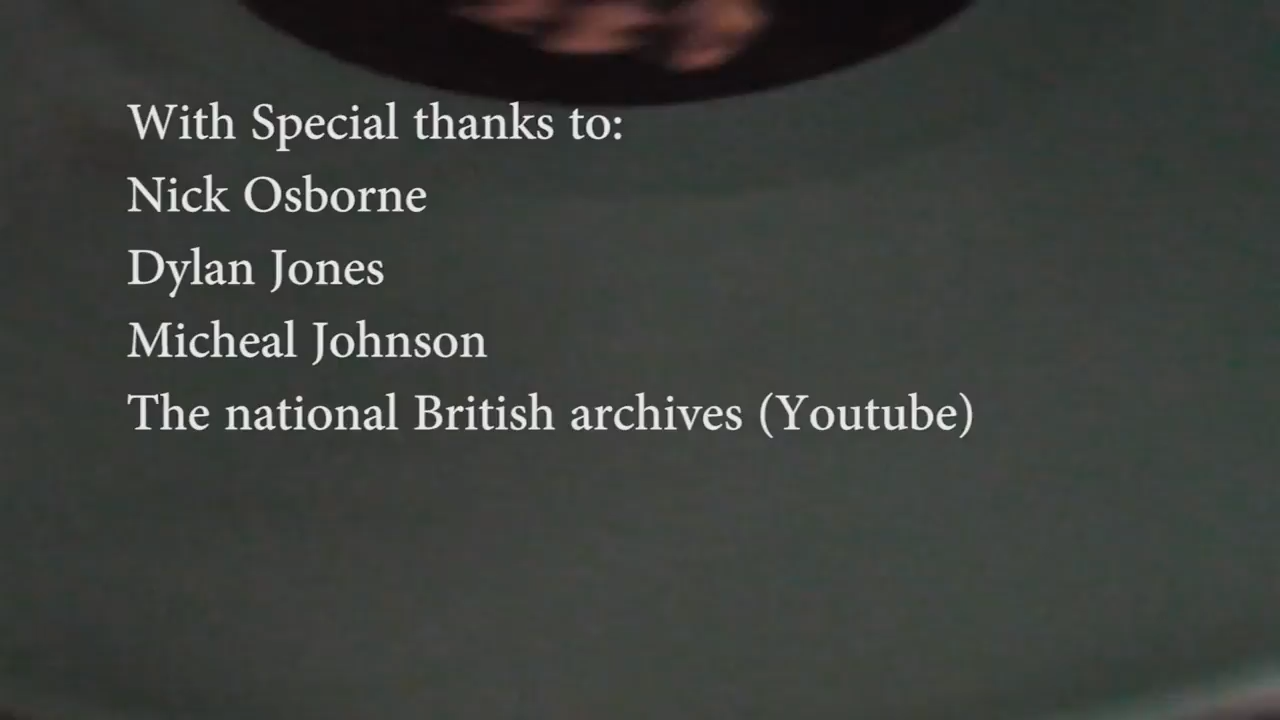 With Special thanks to:
Nick Osborne
Dylan Jones
Micheal Johnson
The national British archives (Youtube)